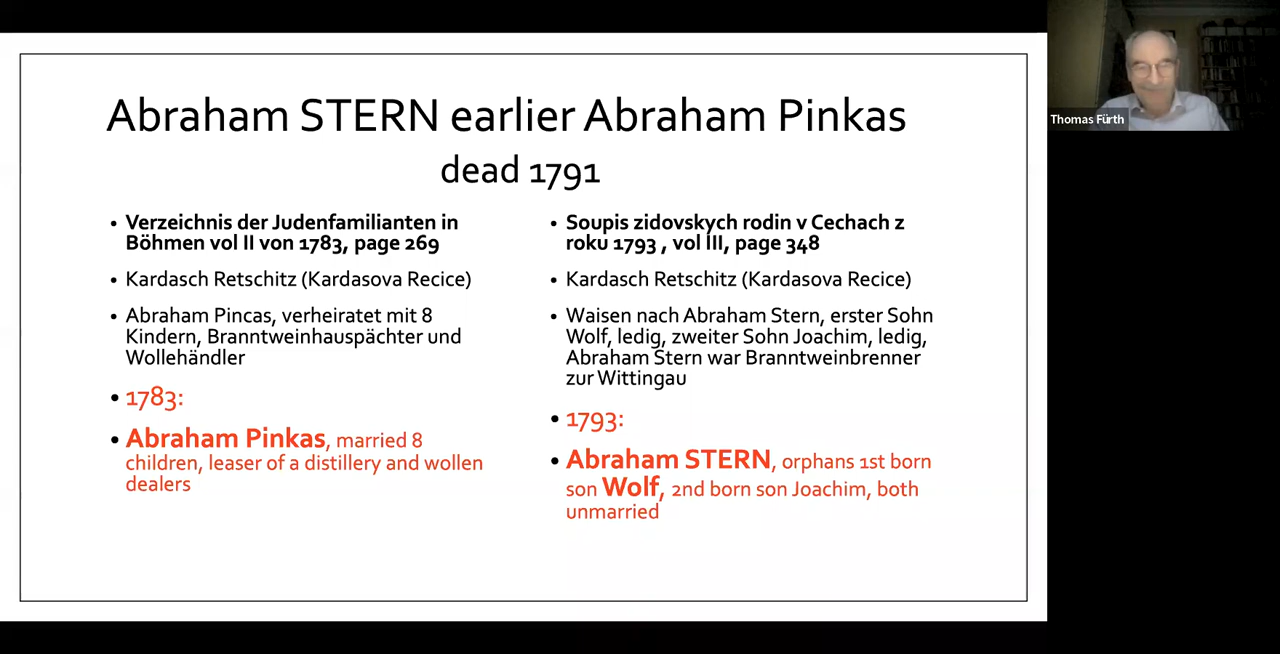 Abraham STERN earlier Abraham Pinkas
dead 1791
• Verzeichnis der Judenfamilianten in
Böhmen vol II von 1783, page 269
• Kardasch Retschitz (Kardasova Recice)
• Abraham Pincas, verheiratet mit 8
Kindern, Branntweinhauspächter und
Wollehändler
• 1783:
• Abraham Pinkas, married 8
children, leaser of a distillery and wollen
dealers
• Soupis zidovskych rodin v Cechach z
roku 1793 , vol III, page 348
• Kardasch Retschitz (Kardasova Recice)
• Waisen nach Abraham Stern, erster Sohn
Wolf, ledig, zweiter Sohn Joachim, ledig,
Abraham Stern war Branntweinbrenner
zur Wittingau
• 1793:
• Abraham STERN, orphans 1st born
son Wolf, 2nd born son Joachim, both
unmarried
Thomas Fürth